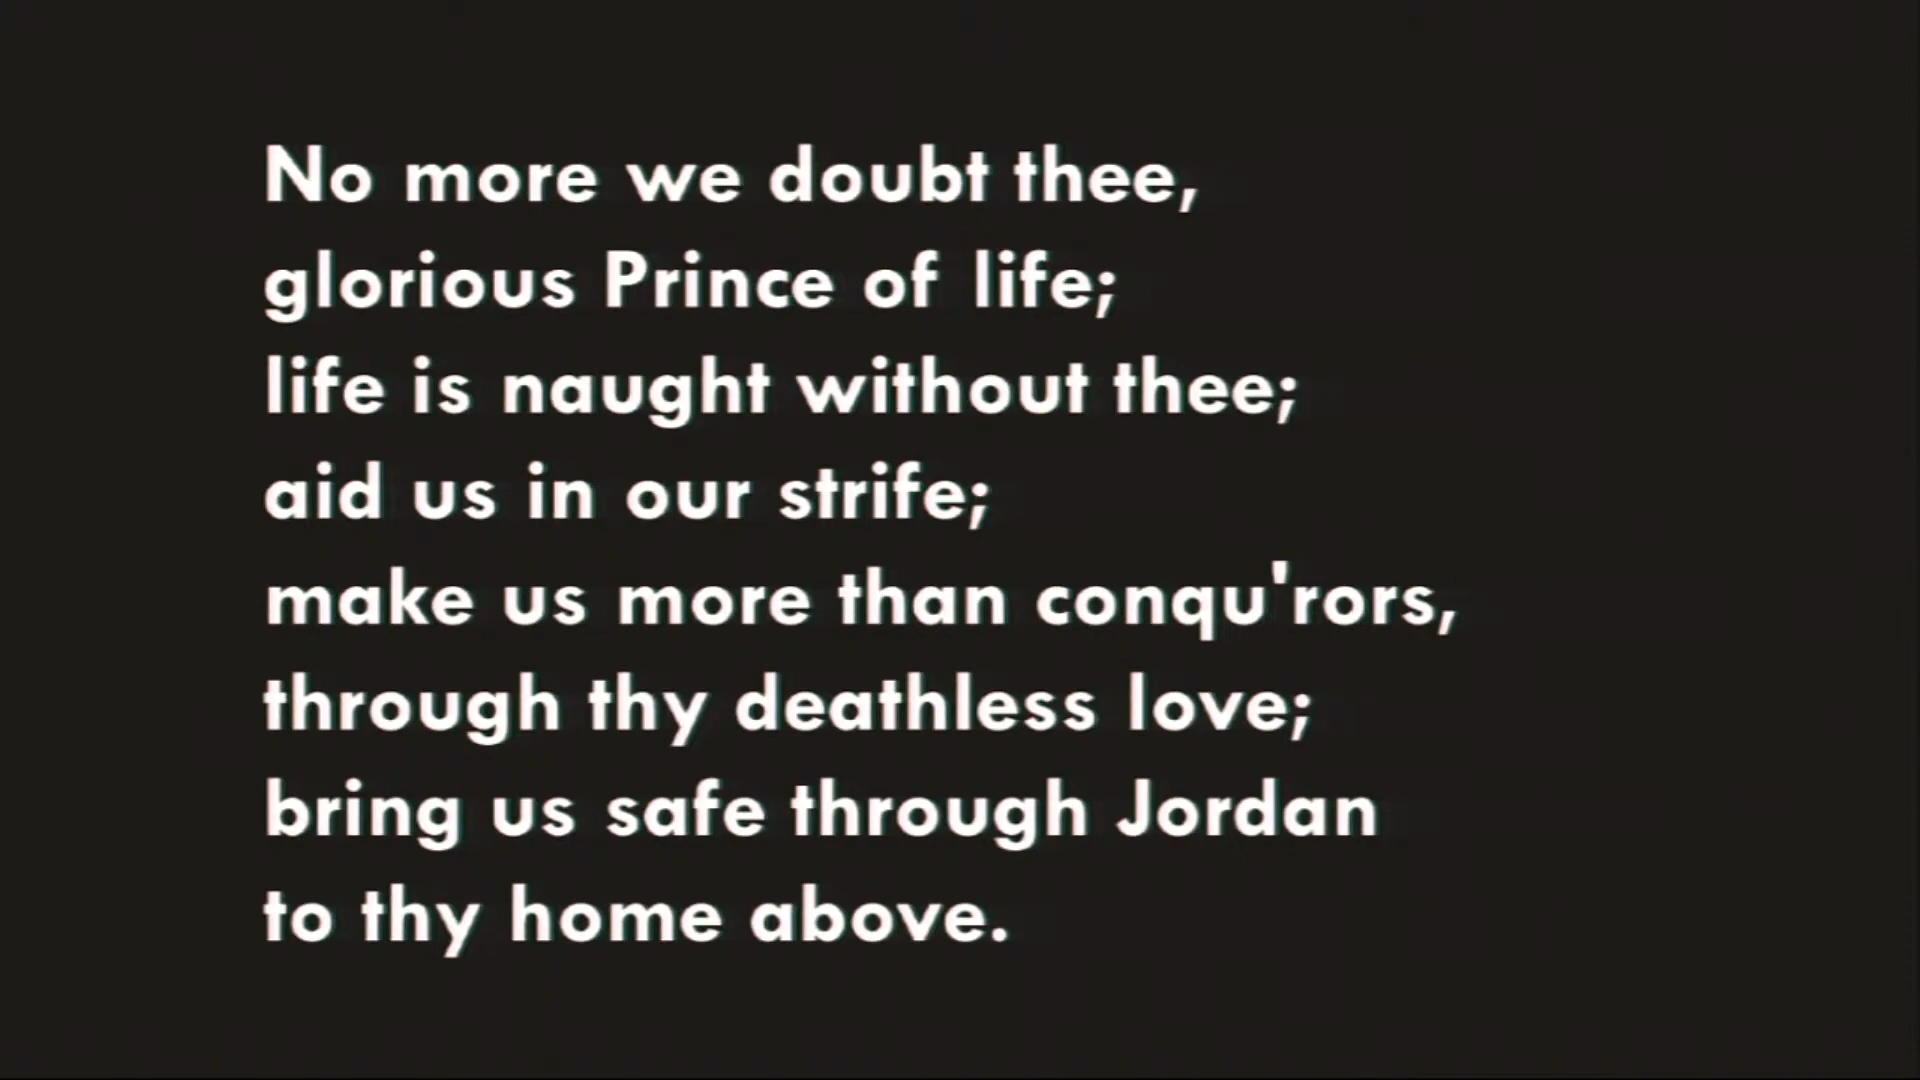 No more we doubt thee,
glorious Prince of life;
life is naught without thee;
aid us in our strife;
make us more than conqu'rors,
through thy deathless love;
bring us safe through Jordan
to thy home above.